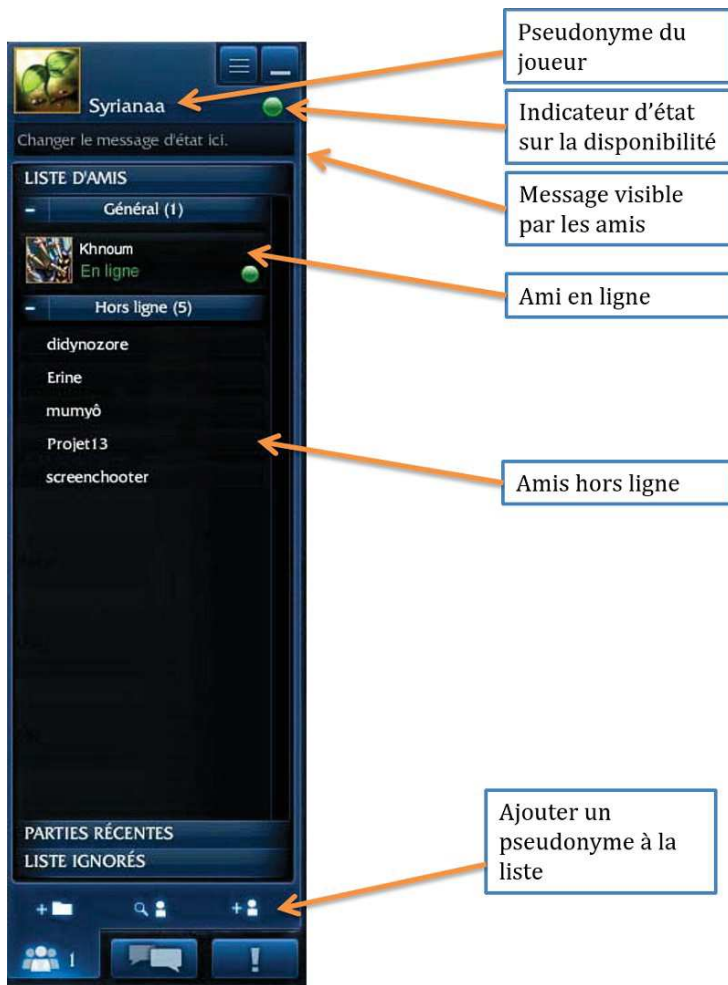 Pseudonyme du
joueur
Syrianaa
Indicateur d'état
sur la disponibilité
Changer le message d'état ici.
Message visible
par les amis
LISTE D'AMIS
– Général (1)
Khnoum
En ligne
Ami en ligne
– Hors ligne (5)
didynozore
Erine
mumyô
Projet13
screenchooter
Amis hors ligne
Ajouter un
pseudonyme à la
liste
PARTIES RÉCENTES
LISTE IGNORÉS
1